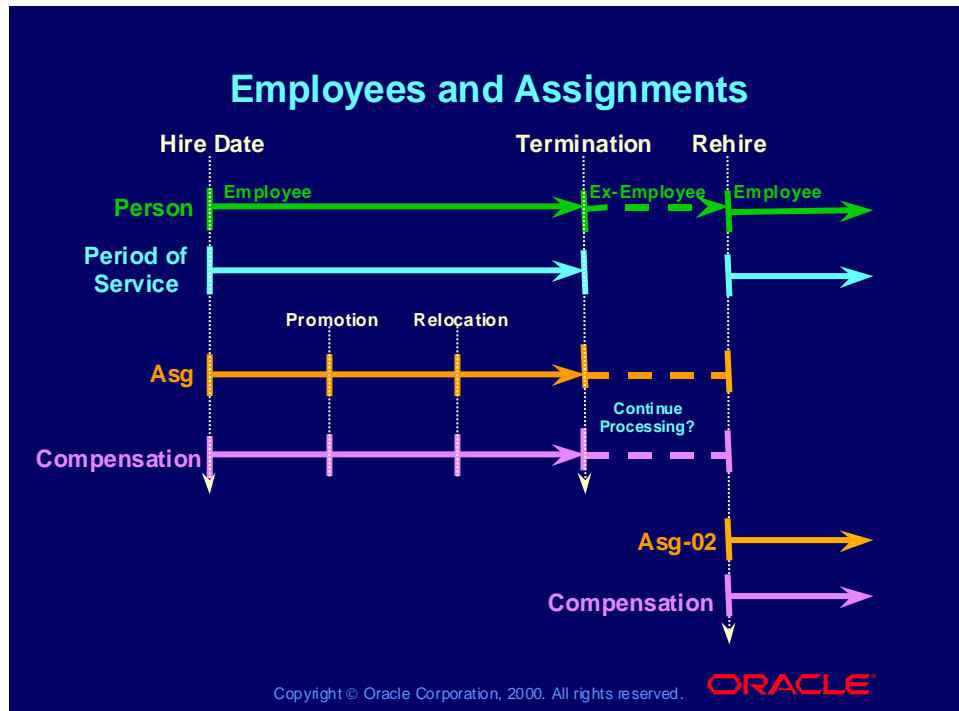 Employees and Assignments
Hire Date
Termination
Rehire
Employee
Ex-Employee
Employee
Person
Period of
Service
Promotion
Relocation
Asg
Continue
Processing?
Compensation
Asg-02
Compensation
Copyright © Oracle Corporation, 2000. All rights reserved.
ORACLE®